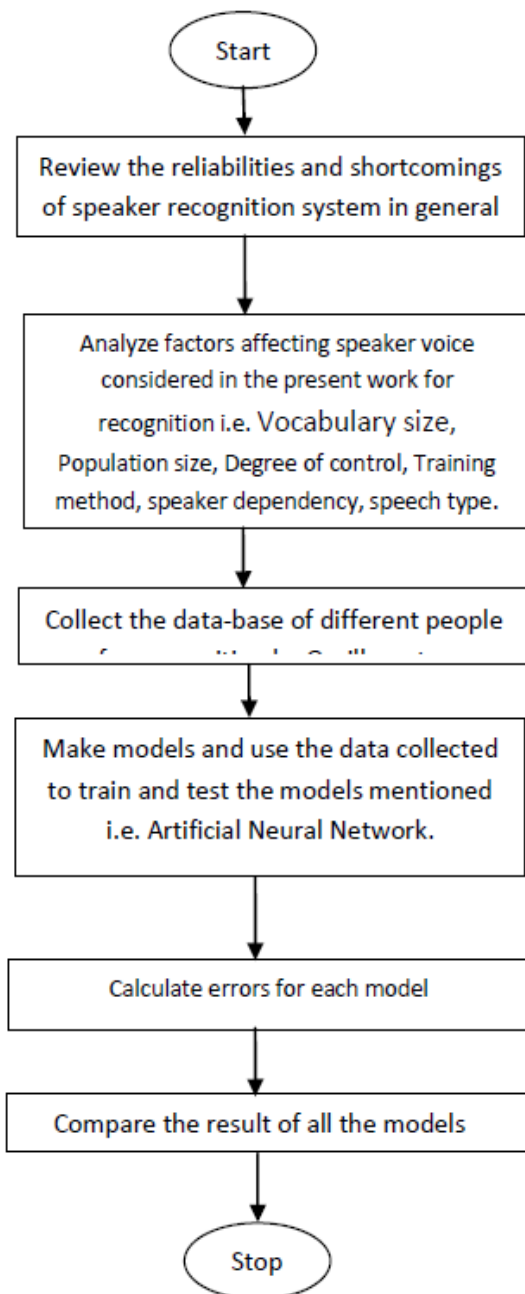 Start
Review the reliabilities and shortcomings
of speaker recognition system in general
Analyze factors affecting speaker voice
considered in the present work for
recognition i.e. Vocabulary size,
Population size, Degree of control, Training
method, speaker dependency, speech type.
Collect the data-base of different people
Make models and use the data collected
to train and test the models mentioned
i.e. Artificial Neural Network.
Calculate errors for each model
Compare the result of all the models
Stop